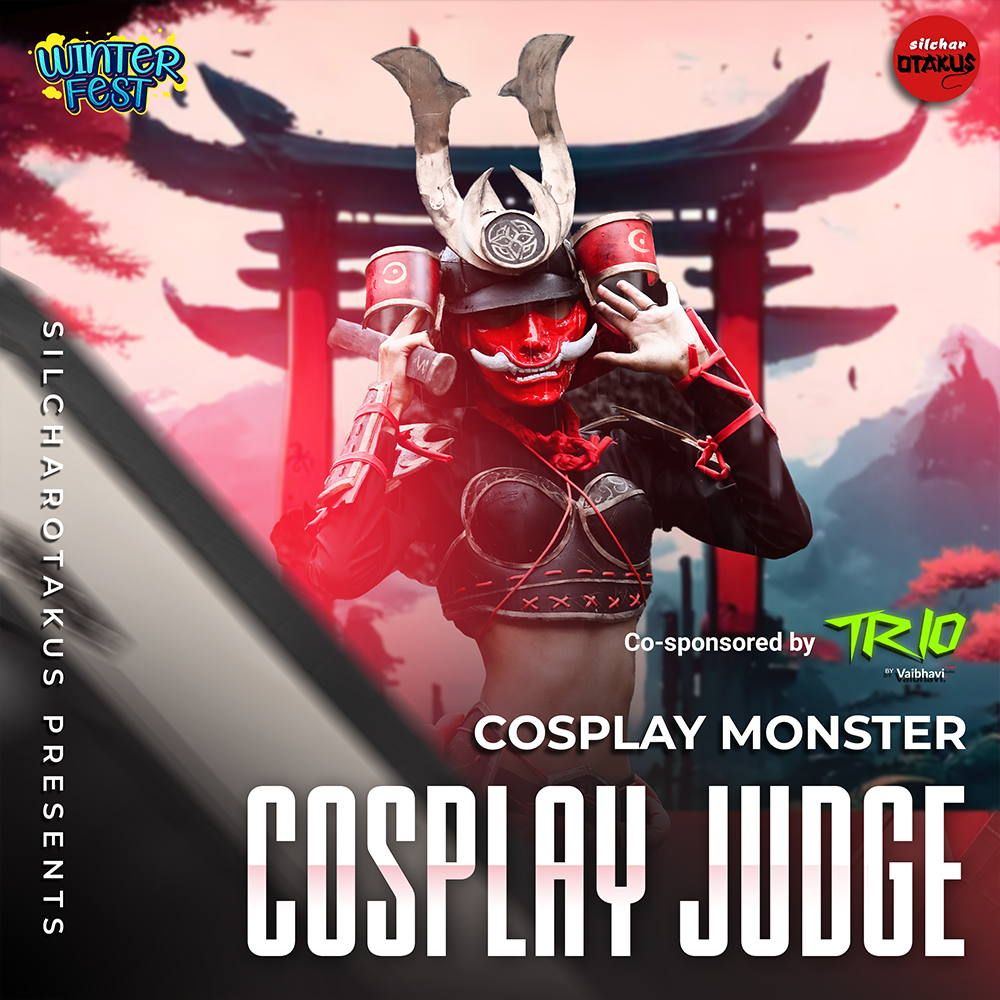 WINTER
FEST
silchar
OTAKUS
SILCHAROTAKUS PRESENTS
Co-sponsored by TRIO
BY Vaibhavi
COSPLAY MONSTER
COSPLAY JUDGE